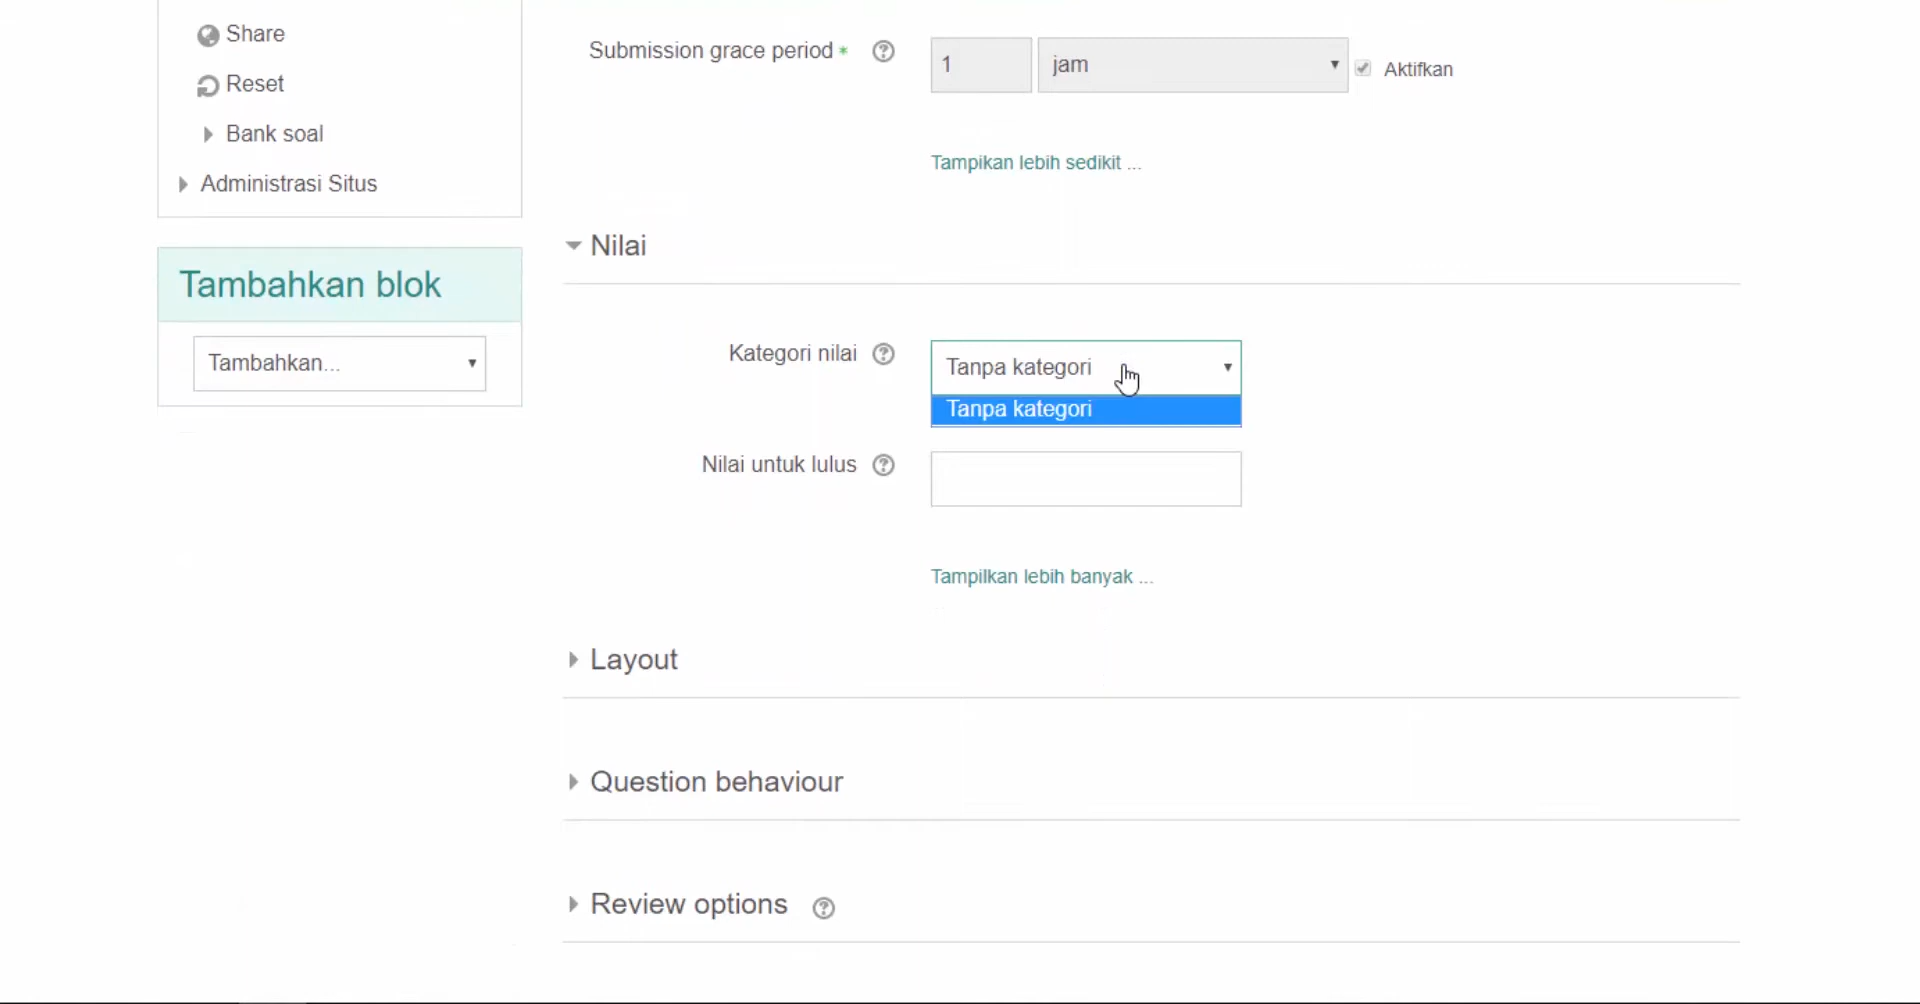 Share
Reset
Bank soal
Administrasi Situs
Tambahkan blok
Tambahkan...
Submission grace period *
1
jam
Aktifkan
Tampikan lebih sedikit ...
Nilai
Kategori nilai
Tanpa kategori
Tanpa kategori
Nilai untuk lulus
Tampilkan lebih banyak ...
Layout
Question behaviour
Review options